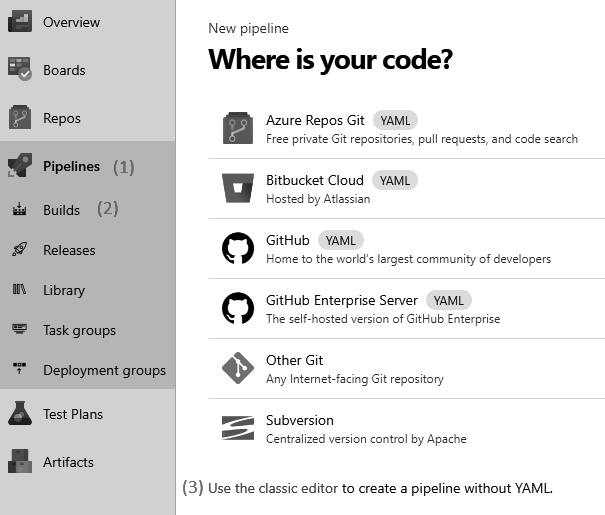 Overview
Boards
Repos
Pipelines (1)
Builds (2)
Releases
Library
Task groups
Deployment groups
Test Plans
Artifacts
New pipeline
Where is your code?
Azure Repos Git YAML
Free private Git repositories, pull requests, and code search
Bitbucket Cloud YAML
Hosted by Atlassian
GitHub YAML
Home to the world's largest community of developers
GitHub Enterprise Server YAML
The self-hosted version of GitHub Enterprise
Other Git
Any Internet-facing Git repository
Subversion
Centralized version control by Apache
(3) Use the classic editor to create a pipeline without YAML.